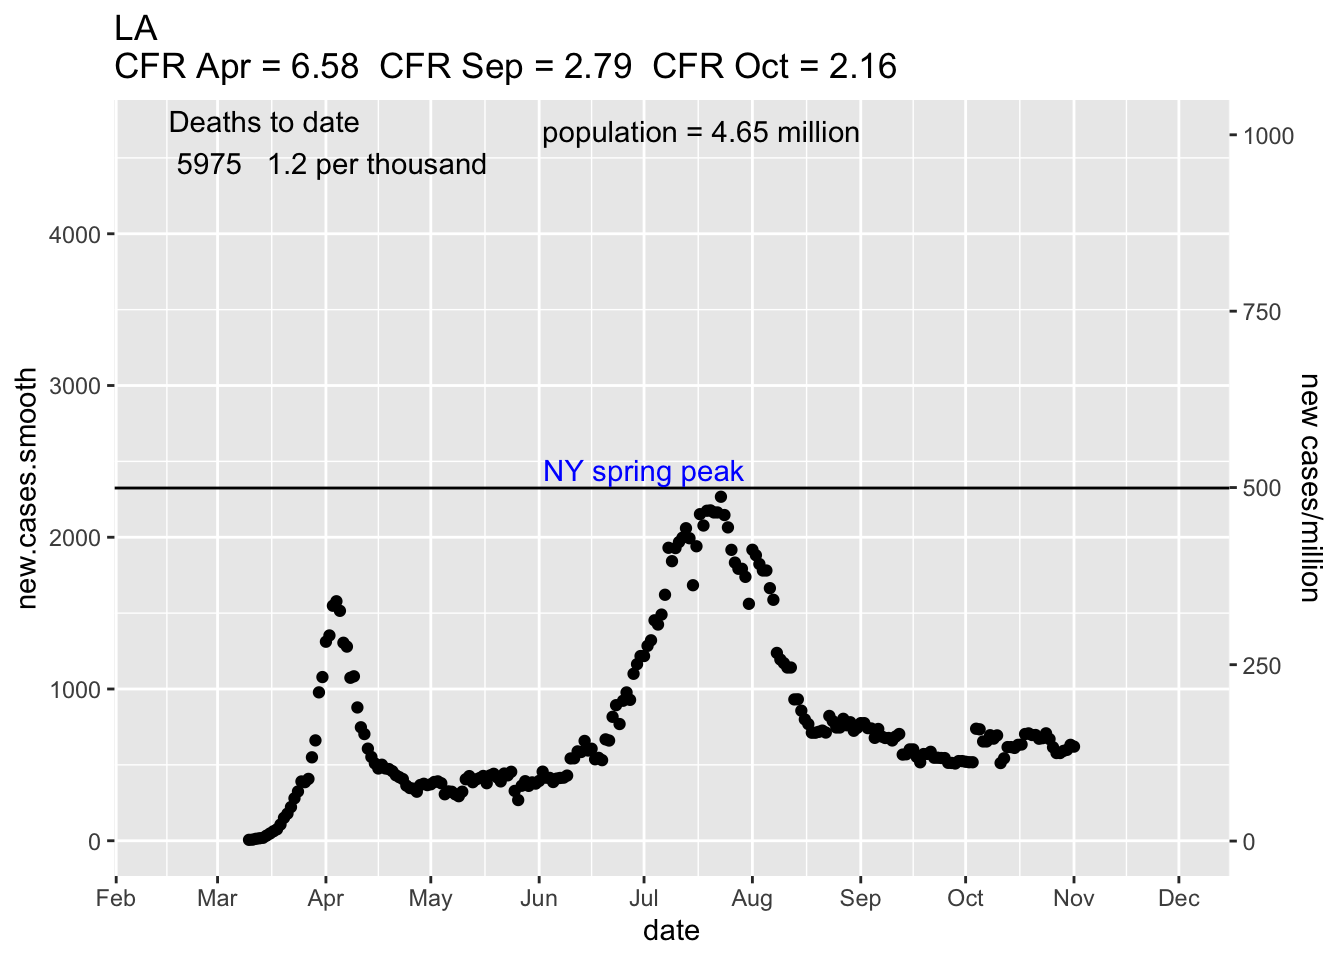 LA
CFR Apr = 6.58  CFR Sep = 2.79  CFR Oct = 2.16
Deaths to date
population = 4.65 million
5975   1.2 per thousand
NY spring peak
new.cases.smooth
4000
3000
2000
1000
0
new cases/million
1000
750
500
250
0
Feb Mar Apr May Jun Jul Aug Sep Oct Nov Dec
date